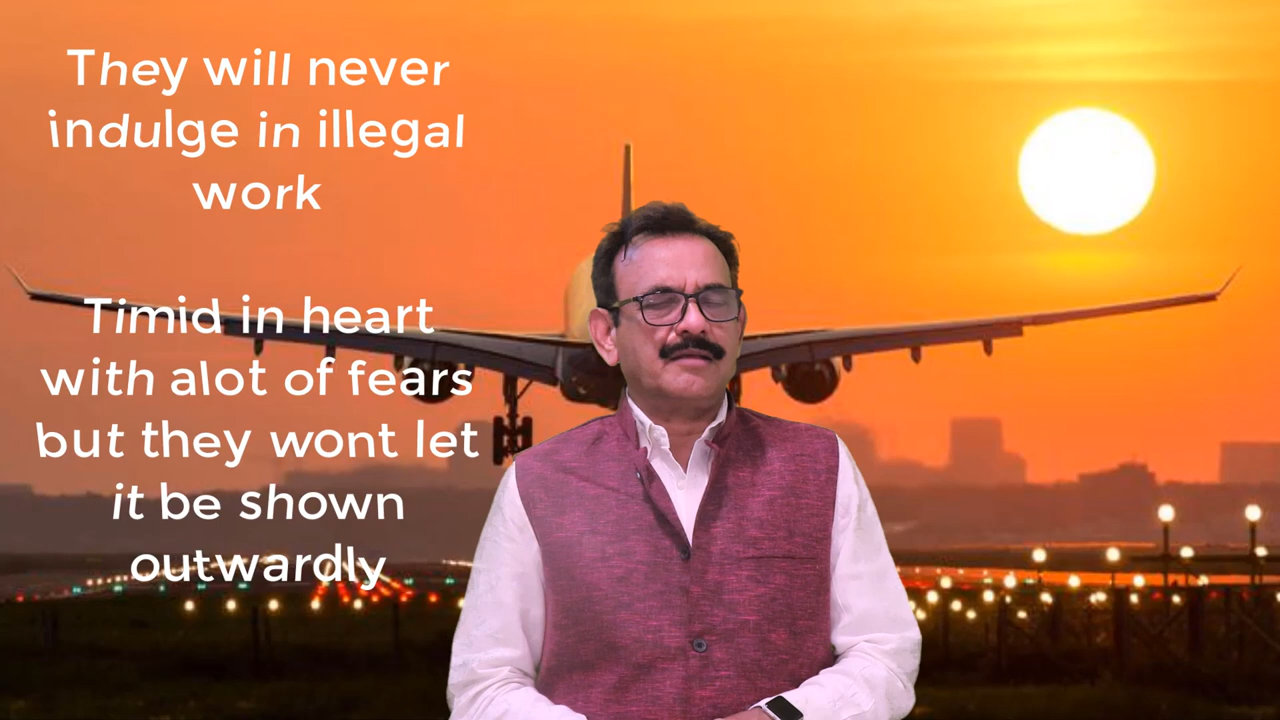 They will never
indulge in illegal
work
Timid in heart
with alot of fears
but they wont let
it be shown
outwardly